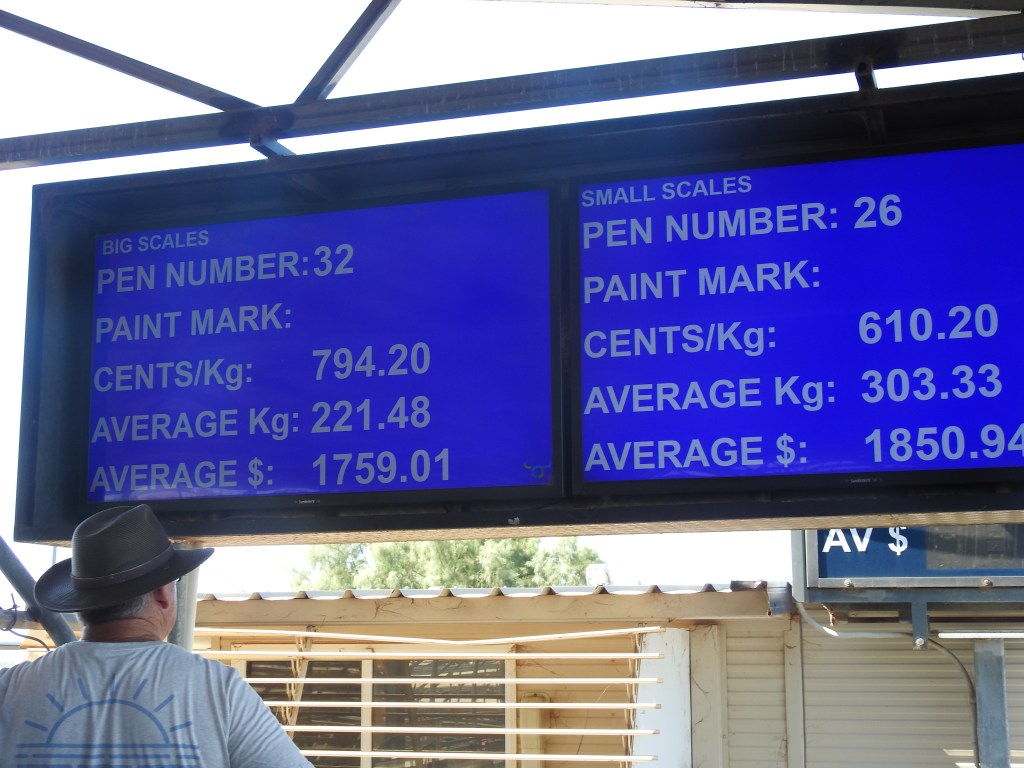 BIG SCALES
PEN NUMBER: 32
PAINT MARK:
CENTS/Kg: 794.20
AVERAGE Kg: 221.48
AVERAGE $: 1759.01
SMALL SCALES
PEN NUMBER: 26
PAINT MARK:
CENTS/Kg: 610.20
AVERAGE Kg: 303.33
AVERAGE $: 1850.94
AV $